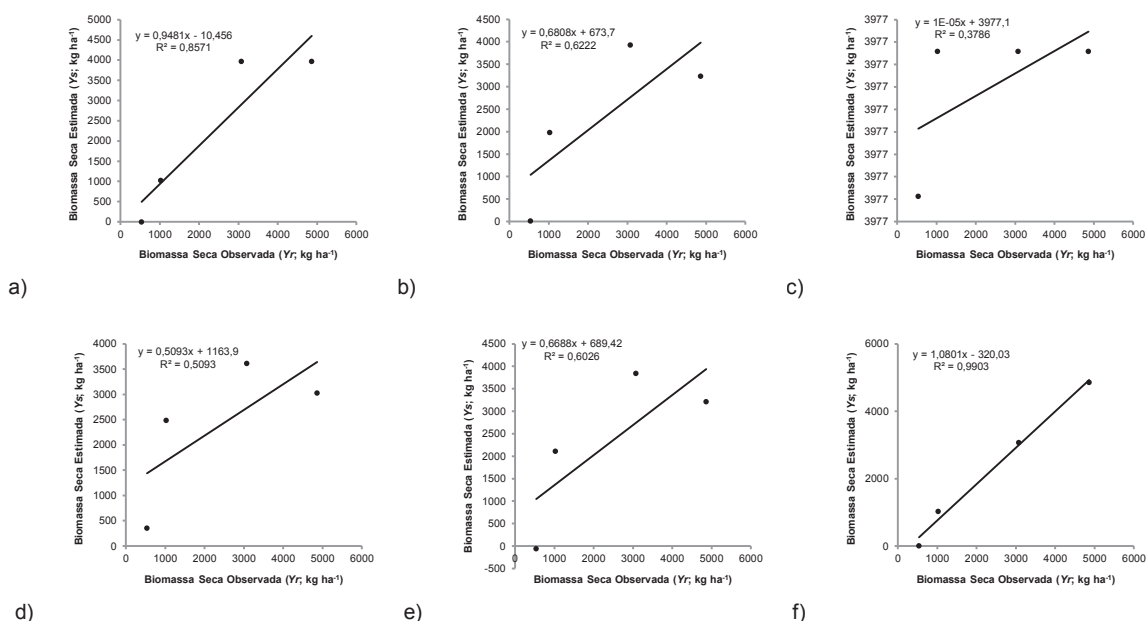 y = 0,9481x - 10,456
R² = 0,8571
5000
4500
4000
3500
3000
2500
2000
1500
1000
500
0
0 1000 2000 3000 4000 5000 6000
Biomassa Seca Estimada (Ys; kg ha⁻¹)
Biomassa Seca Observada (Yr; kg ha⁻¹)
a)
y = 0,6808x + 673,7
R² = 0,6222
4500
4000
3500
3000
2500
2000
1500
1000
500
0
0 1000 2000 3000 4000 5000 6000
Biomassa Seca Estimada (Ys; kg ha⁻¹)
Biomassa Seca Observada (Yr; kg ha⁻¹)
b)
y = 1E-05x + 3977,1
R² = 0,3786
3977
3977
3977
3977
3977
3977
3977
3977
3977
0 1000 2000 3000 4000 5000 6000
Biomassa Seca Estimada (Ys; kg ha⁻¹)
Biomassa Seca Observada (Yr; kg ha⁻¹)
c)
y = 0,5093x + 1163,9
R² = 0,5093
4000
3500
3000
2500
2000
1500
1000
500
0
0 1000 2000 3000 4000 5000 6000
Biomassa Seca Estimada (Ys; kg ha⁻¹)
Biomassa Seca Observada (Yr; kg ha⁻¹)
d)
y = 0,6688x + 689,42
R² = 0,6026
4500
4000
3500
3000
2500
2000
1500
1000
500
0
-500
0 1000 2000 3000 4000 5000 6000
Biomassa Seca Estimada (Ys; kg ha⁻¹)
Biomassa Seca Observada (Yr; kg ha⁻¹)
e)
y = 1,0801x - 320,03
R² = 0,9903
6000
4000
2000
0
0 1000 2000 3000 4000 5000 6000
Biomassa Seca Estimada (Ys; kg ha⁻¹)
Biomassa Seca Observada (Yr; kg ha⁻¹)
f)